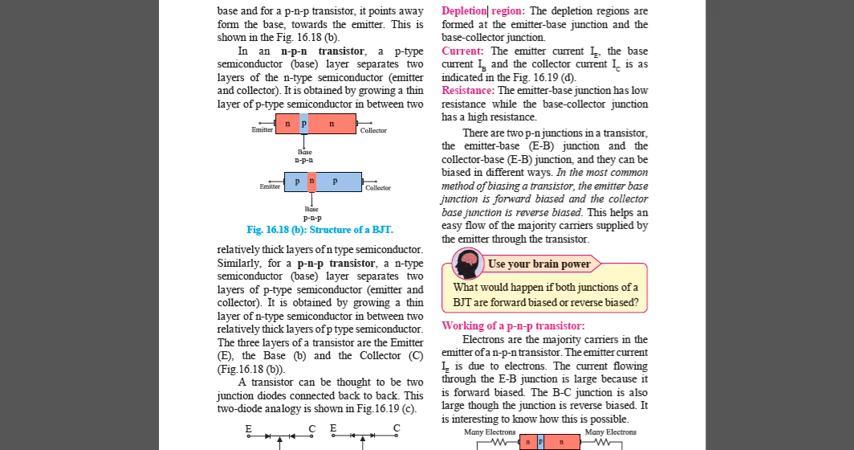 base and for a p-n-p transistor, it points away
form the base, towards the emitter. This is
shown in the Fig. 16.18 (b).
In an n-p-n transistor, a p-type
semiconductor (base) layer separates two
layers of the n-type semiconductor (emitter
and collector). It is obtained by growing a thin
layer of p-type semiconductor in between two
n p n
Emitter Collector
Base
n-p-n
p n p
Emitter Collector
Base
p-n-p
Fig. 16.18 (b): Structure of a BJT.
relatively thick layers of n type semiconductor.
Similarly, for a p-n-p transistor, a n-type
semiconductor (base) layer separates two
layers of p-type semiconductor (emitter and
collector). It is obtained by growing a thin
layer of n-type semiconductor in between two
relatively thick layers of p type semiconductor.
The three layers of a transistor are the Emitter
(E), the Base (b) and the Collector (C)
(Fig.16.18 (b)).
A transistor can be thought to be two
junction diodes connected back to back. This
two-diode analogy is shown in Fig.16.19 (c).
E C E C
Depletion region: The depletion regions are
formed at the emitter-base junction and the
base-collector junction.
Current: The emitter current IE, the base
current IB and the collector current IC is as
indicated in the Fig. 16.19 (d).
Resistance: The emitter-base junction has low
resistance while the base-collector junction
has a high resistance.
There are two p-n junctions in a transistor,
the emitter-base (E-B) junction and the
collector-base (E-B) junction, and they can be
biased in different ways. In the most common
method of biasing a transistor, the emitter base
junction is forward biased and the collector
base junction is reverse biased. This helps an
easy flow of the majority carriers supplied by
the emitter through the transistor.
Use your brain power
What would happen if both junctions of a
BJT are forward biased or reverse biased?
Working of a p-n-p transistor:
Electrons are the majority carriers in the
emitter of a n-p-n transistor. The emitter current
IE is due to electrons. The current flowing
through the E-B junction is large because it
is forward biased. The B-C junction is also
large though the junction is reverse biased. It
is interesting to know how this is possible.
Many Electrons Many Electrons
n p n